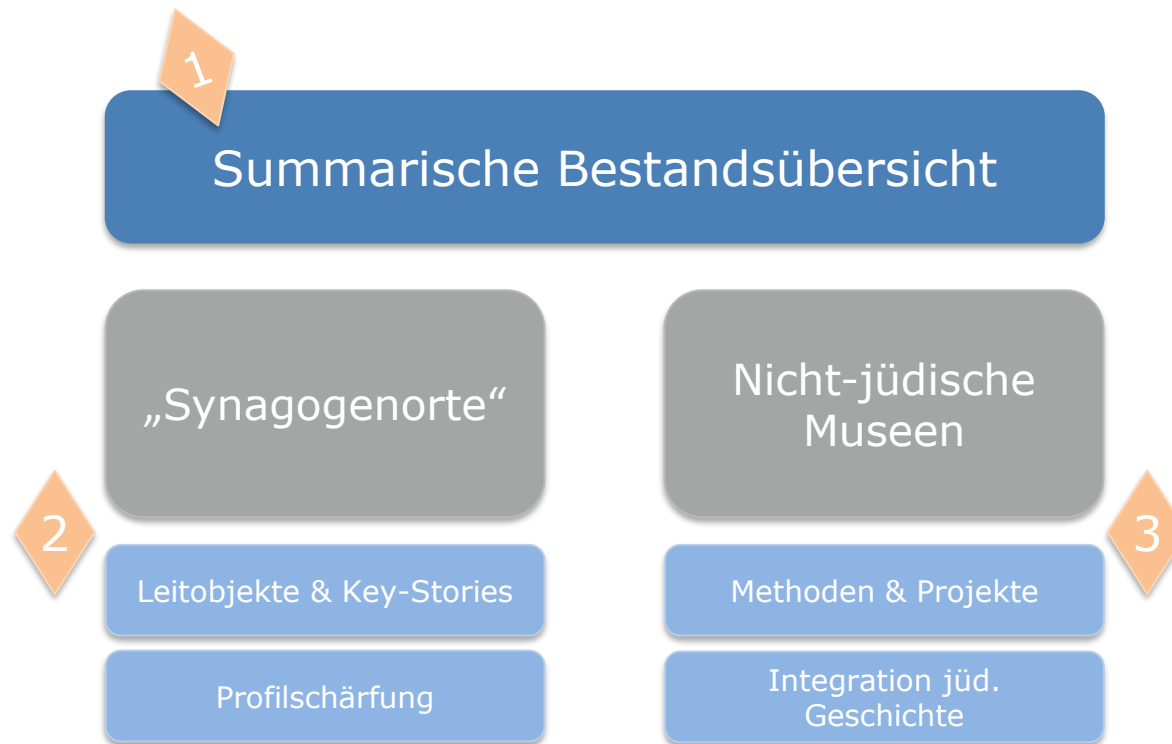 1
Summarische Bestandsübersicht
„Synagogenorte“
Nicht-jüdische
Museen
2
3
Leitobjekte & Key-Stories
Methoden & Projekte
Profilschärfung
Integration jüd.
Geschichte